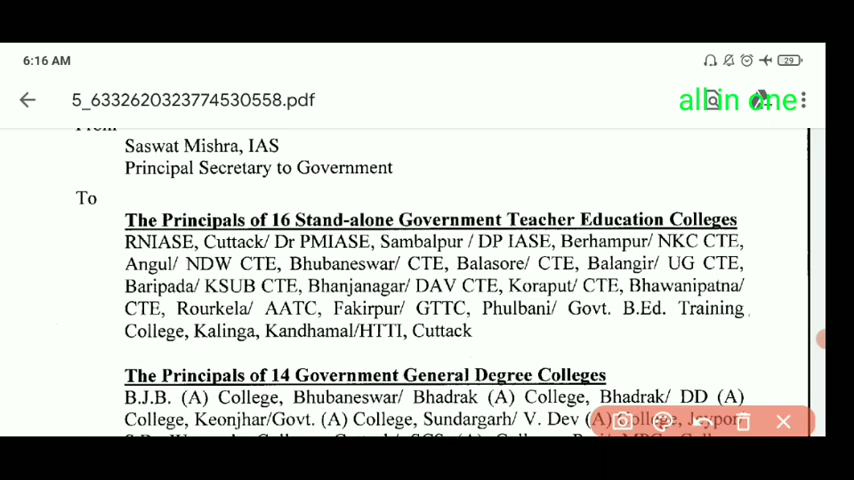 6:16 AM
29
5_6332620323774530558.pdf
all in one
From
Saswat Mishra, IAS
Principal Secretary to Government
To
The Principals of 16 Stand-alone Government Teacher Education Colleges
RNIASE, Cuttack/ Dr PMIASE, Sambalpur / DP IASE, Berhampur/ NKC CTE,
Angul/ NDW CTE, Bhubaneswar/ CTE, Balasore/ CTE, Balangir/ UG CTE,
Baripada/ KSUB CTE, Bhanjanagar/ DAV CTE, Koraput/ CTE, Bhawanipatna/
CTE, Rourkela/ AATC, Fakirpur/ GTTC, Phulbani/ Govt. B.Ed. Training
College, Kalinga, Kandhamal/HTTI, Cuttack
The Principals of 14 Government General Degree Colleges
B.J.B. (A) College, Bhubaneswar/ Bhadrak (A) College, Bhadrak/ DD (A)
College, Keonjhar/Govt. (A) College, Sundargarh/ V. Dev (A) College, Jeypor